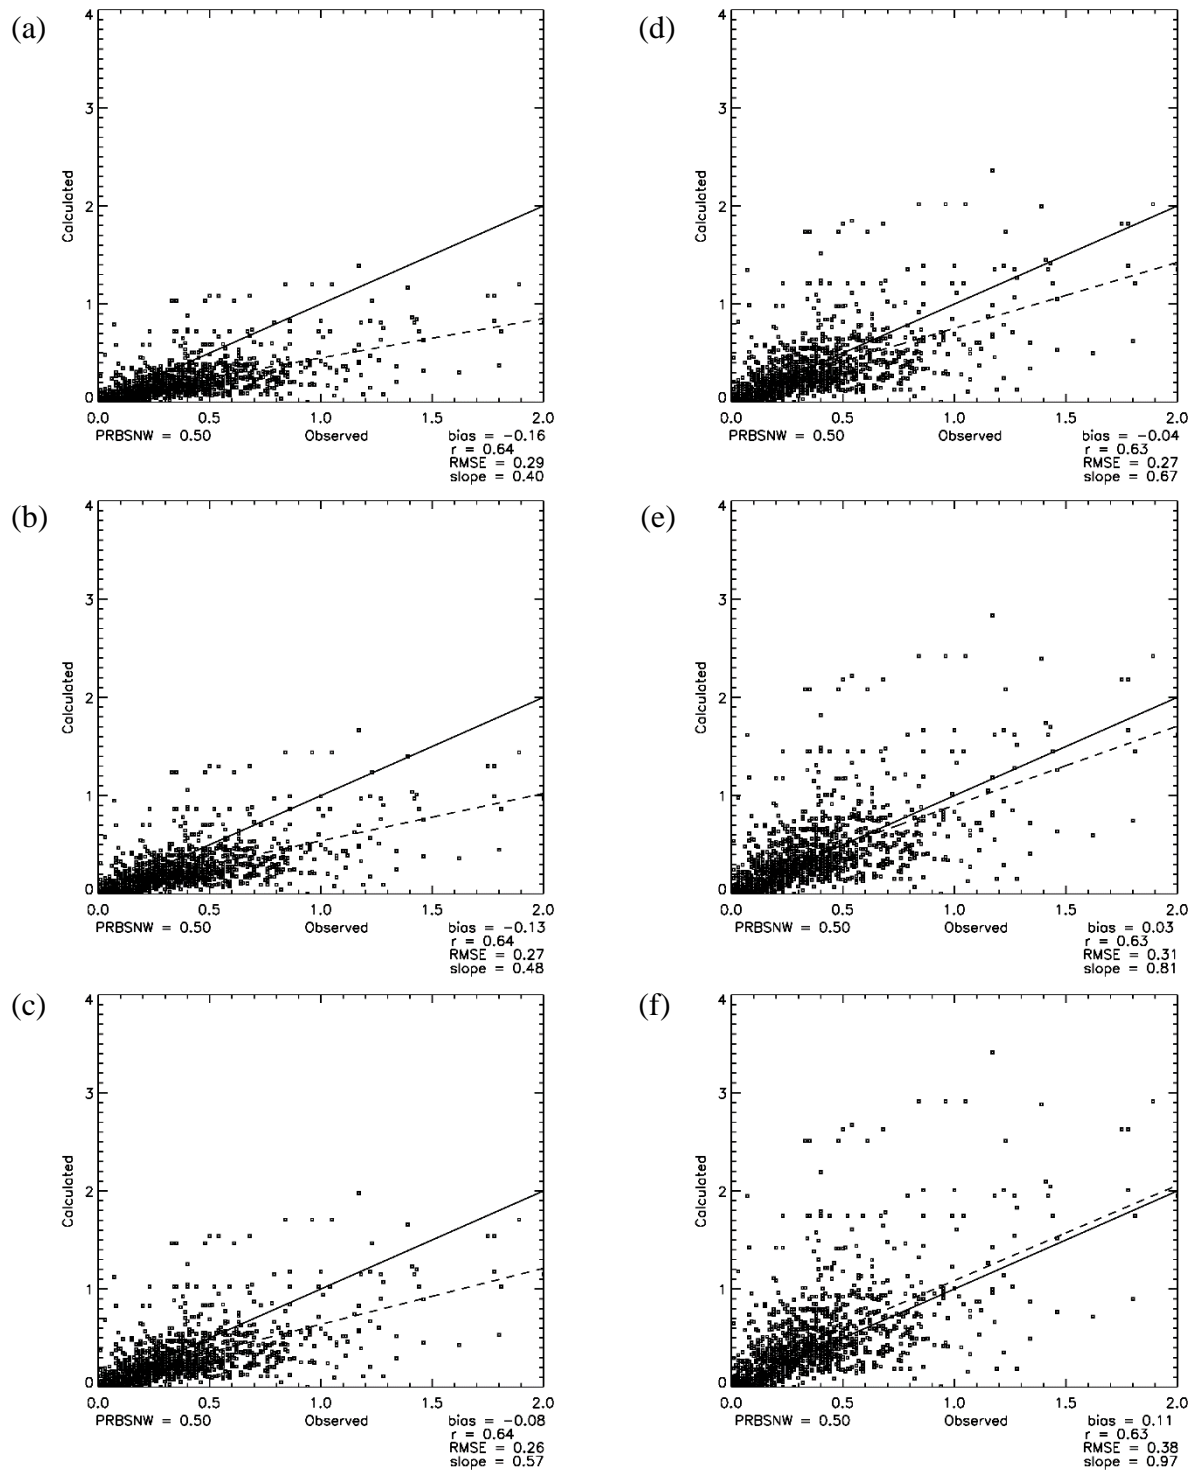 (a)
4
3
2
1
0
Calculated
0.0 0.5 1.0 1.5 2.0
PRBSNW = 0.50 Observed bias = −0.16
r = 0.64
RMSE = 0.29
slope = 0.40
(d)
4
3
2
1
0
Calculated
0.0 0.5 1.0 1.5 2.0
PRBSNW = 0.50 Observed bias = −0.04
r = 0.63
RMSE = 0.27
slope = 0.67
(b)
4
3
2
1
0
Calculated
0.0 0.5 1.0 1.5 2.0
PRBSNW = 0.50 Observed bias = −0.13
r = 0.64
RMSE = 0.27
slope = 0.48
(e)
4
3
2
1
0
Calculated
0.0 0.5 1.0 1.5 2.0
PRBSNW = 0.50 Observed bias = 0.03
r = 0.63
RMSE = 0.31
slope = 0.81
(c)
4
3
2
1
0
Calculated
0.0 0.5 1.0 1.5 2.0
PRBSNW = 0.50 Observed bias = −0.08
r = 0.64
RMSE = 0.26
slope = 0.57
(f)
4
3
2
1
0
Calculated
0.0 0.5 1.0 1.5 2.0
PRBSNW = 0.50 Observed bias = 0.11
r = 0.63
RMSE = 0.38
slope = 0.97